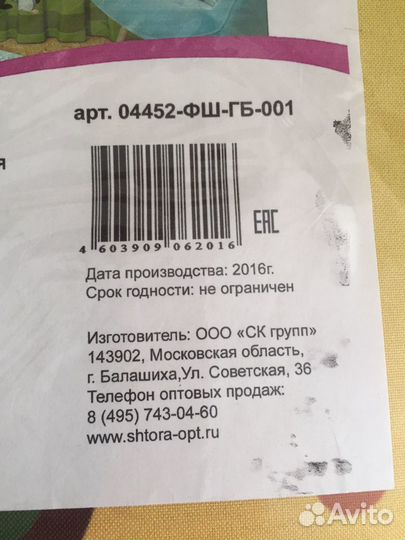 арт. 04452-ФШ-ГБ-001
я
4 603909 062016
EAC
Дата производства: 2016г.
Срок годности: не ограничен
Изготовитель: ООО «СК групп»
143902, Московская область,
г. Балашиха,Ул. Советская, 36
Телефон оптовых продаж:
8 (495) 743-04-60
www.shtora-opt.ru
Avito